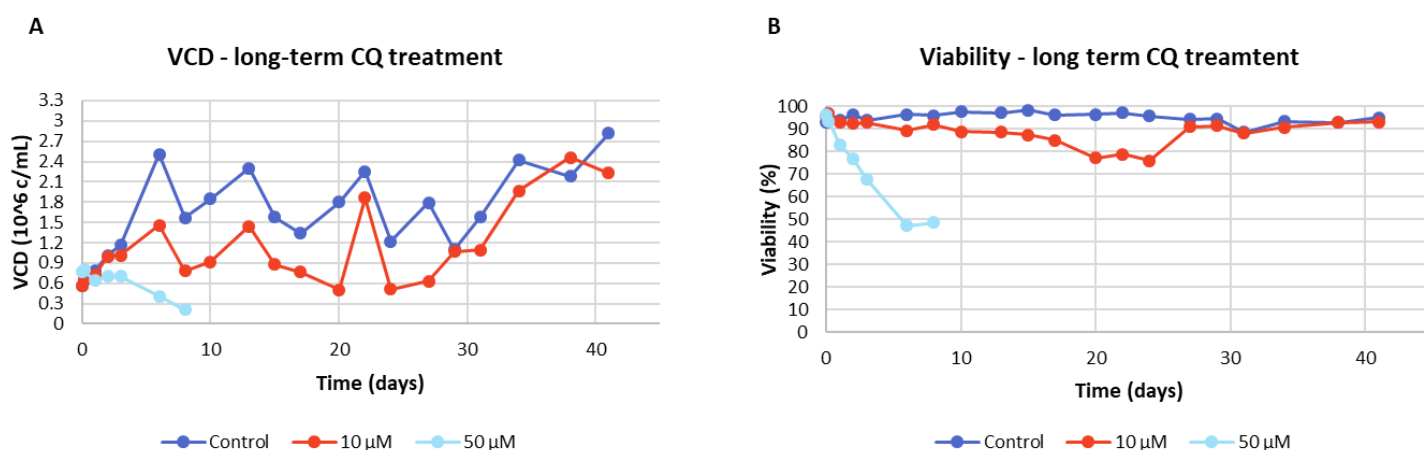 A
VCD - long-term CQ treatment
VCD (10^6 c/mL)
3.3
3
2.7
2.4
2.1
1.8
1.5
1.2
0.9
0.6
0.3
0
0 10 20 30 40
Time (days)
Control 10 µM 50 µM
B
Viability - long term CQ treamtent
Viability (%)
100
90
80
70
60
50
40
30
20
10
0
0 10 20 30 40
Time (days)
Control 10 µM 50 µM